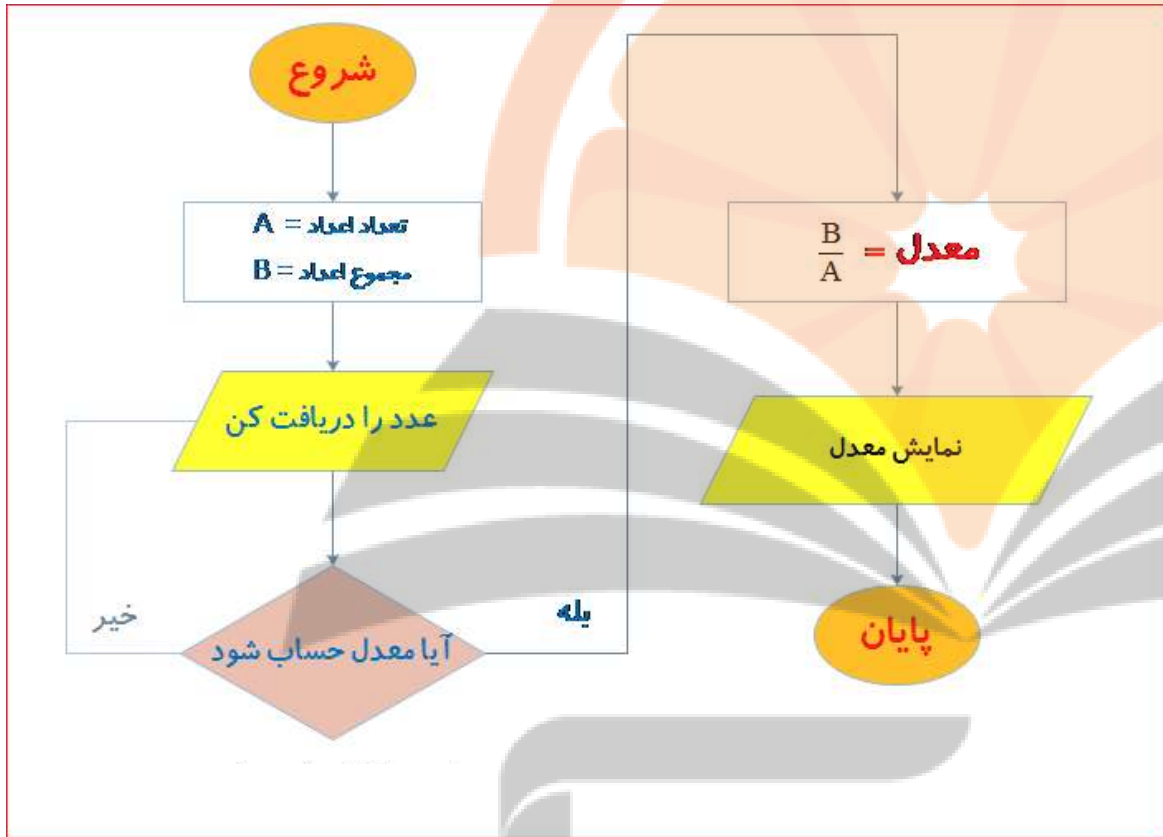 شروع
A = تعداد اعداد
B = مجموع اعداد
عدد را دریافت کن
آیا معدل حساب شود
خیر
بله
معدل = B/A
نمایش معدل
پایان